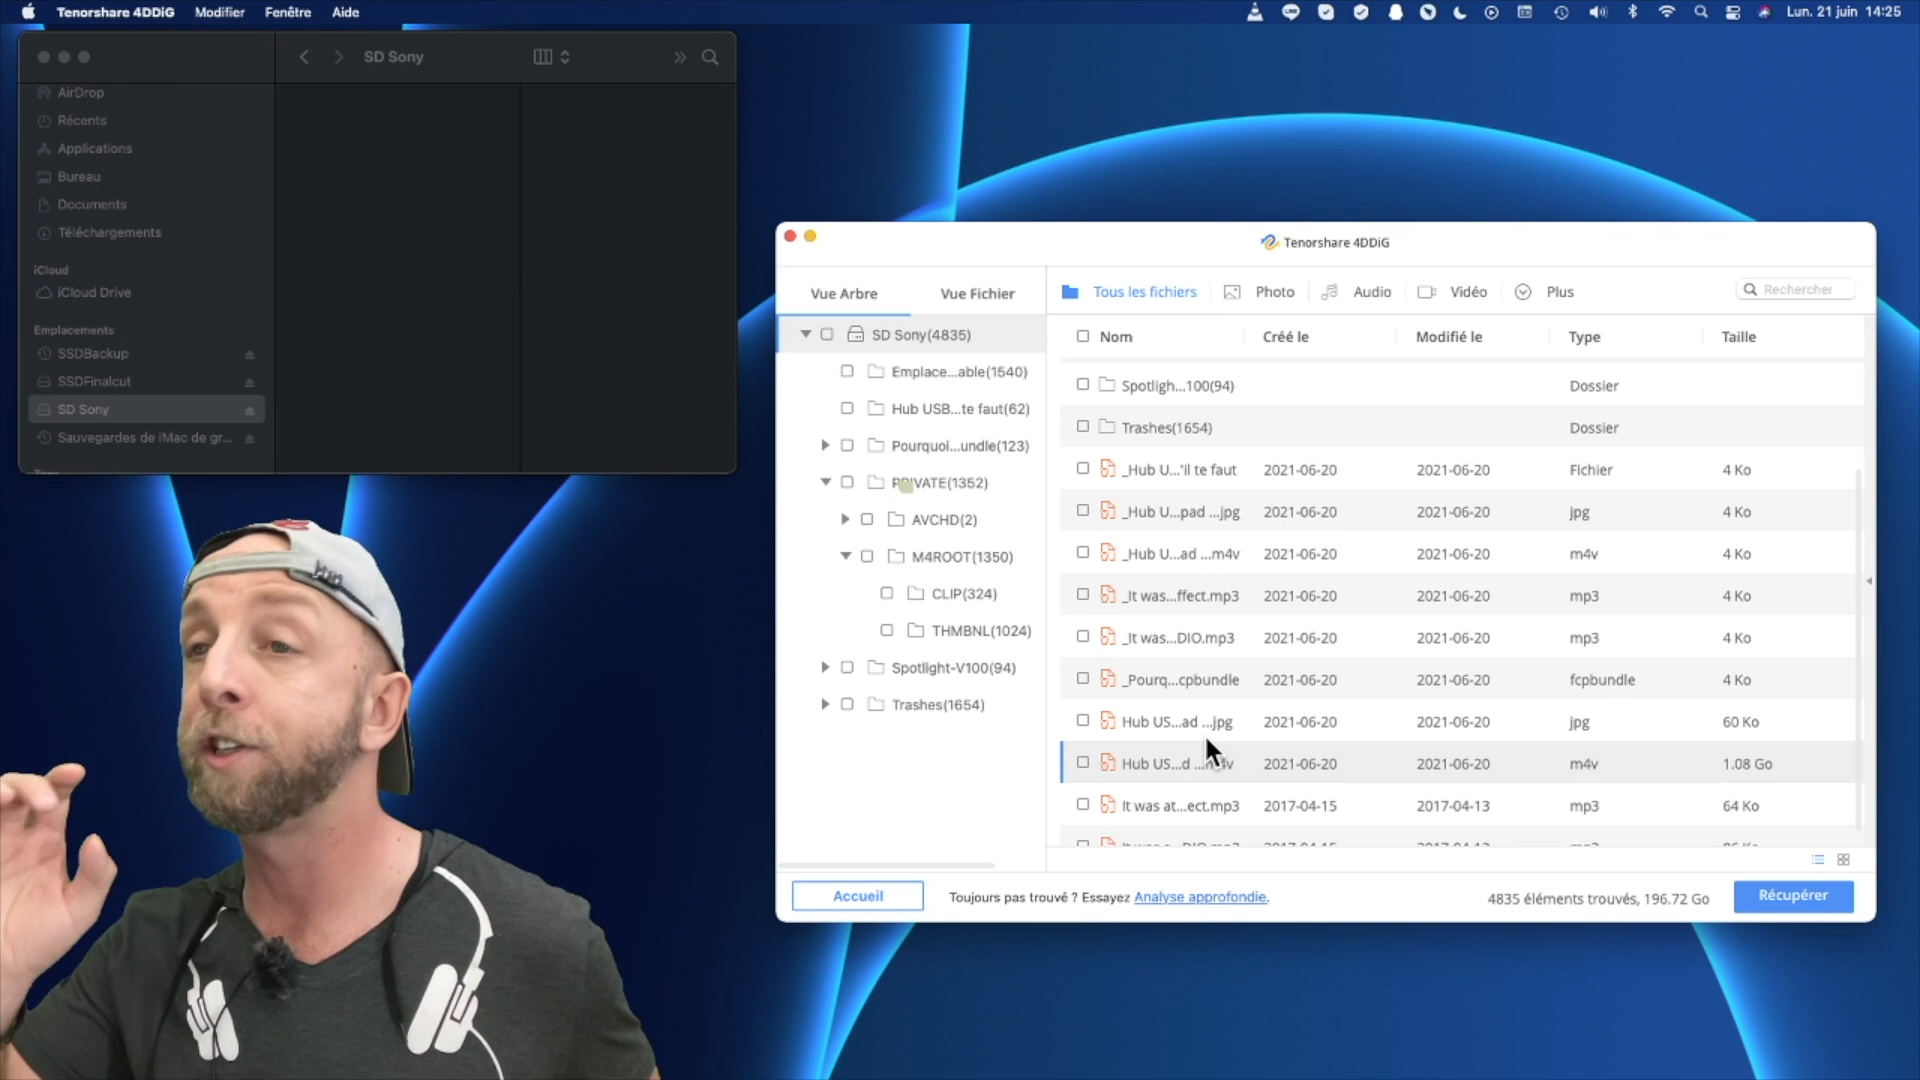 Tenorshare 4DDiG Modifier Fenêtre Aide
Lun. 21 juin 14:25
SD Sony
AirDrop
Récents
Applications
Bureau
Documents
Téléchargements
iCloud
iCloud Drive
Emplacements
SSDBackup
SSDFinalcut
SD Sony
Sauvegardes de iMac de gr...
Tenorshare 4DDiG
Vue Arbre Vue Fichier
SD Sony(4835)
Emplace...able(1540)
Hub USB...te faut(62)
Pourquoi...undle(123)
PRIVATE(1352)
AVCHD(2)
M4ROOT(1350)
CLIP(324)
THMBNL(1024)
Spotlight-V100(94)
Trashes(1654)
Tous les fichiers Photo Audio Vidéo Plus
Rechercher
Nom Créé le Modifié le Type Taille
Spotligh...100(94) Dossier
Trashes(1654) Dossier
_Hub U...'il te faut 2021-06-20 2021-06-20 Fichier 4 Ko
_Hub U...pad ...jpg 2021-06-20 2021-06-20 jpg 4 Ko
_Hub U...ad ...m4v 2021-06-20 2021-06-20 m4v 4 Ko
_It was...ffect.mp3 2021-06-20 2021-06-20 mp3 4 Ko
_It was...DIO.mp3 2021-06-20 2021-06-20 mp3 4 Ko
_Pourq...cpbundle 2021-06-20 2021-06-20 fcpbundle 4 Ko
Hub US...ad ...jpg 2021-06-20 2021-06-20 jpg 60 Ko
Hub US...d ...m4v 2021-06-20 2021-06-20 m4v 1.08 Go
It was at...ect.mp3 2017-04-15 2017-04-13 mp3 64 Ko
Accueil
Toujours pas trouvé ? Essayez Analyse approfondie.
4835 éléments trouvés, 196.72 Go
Récupérer